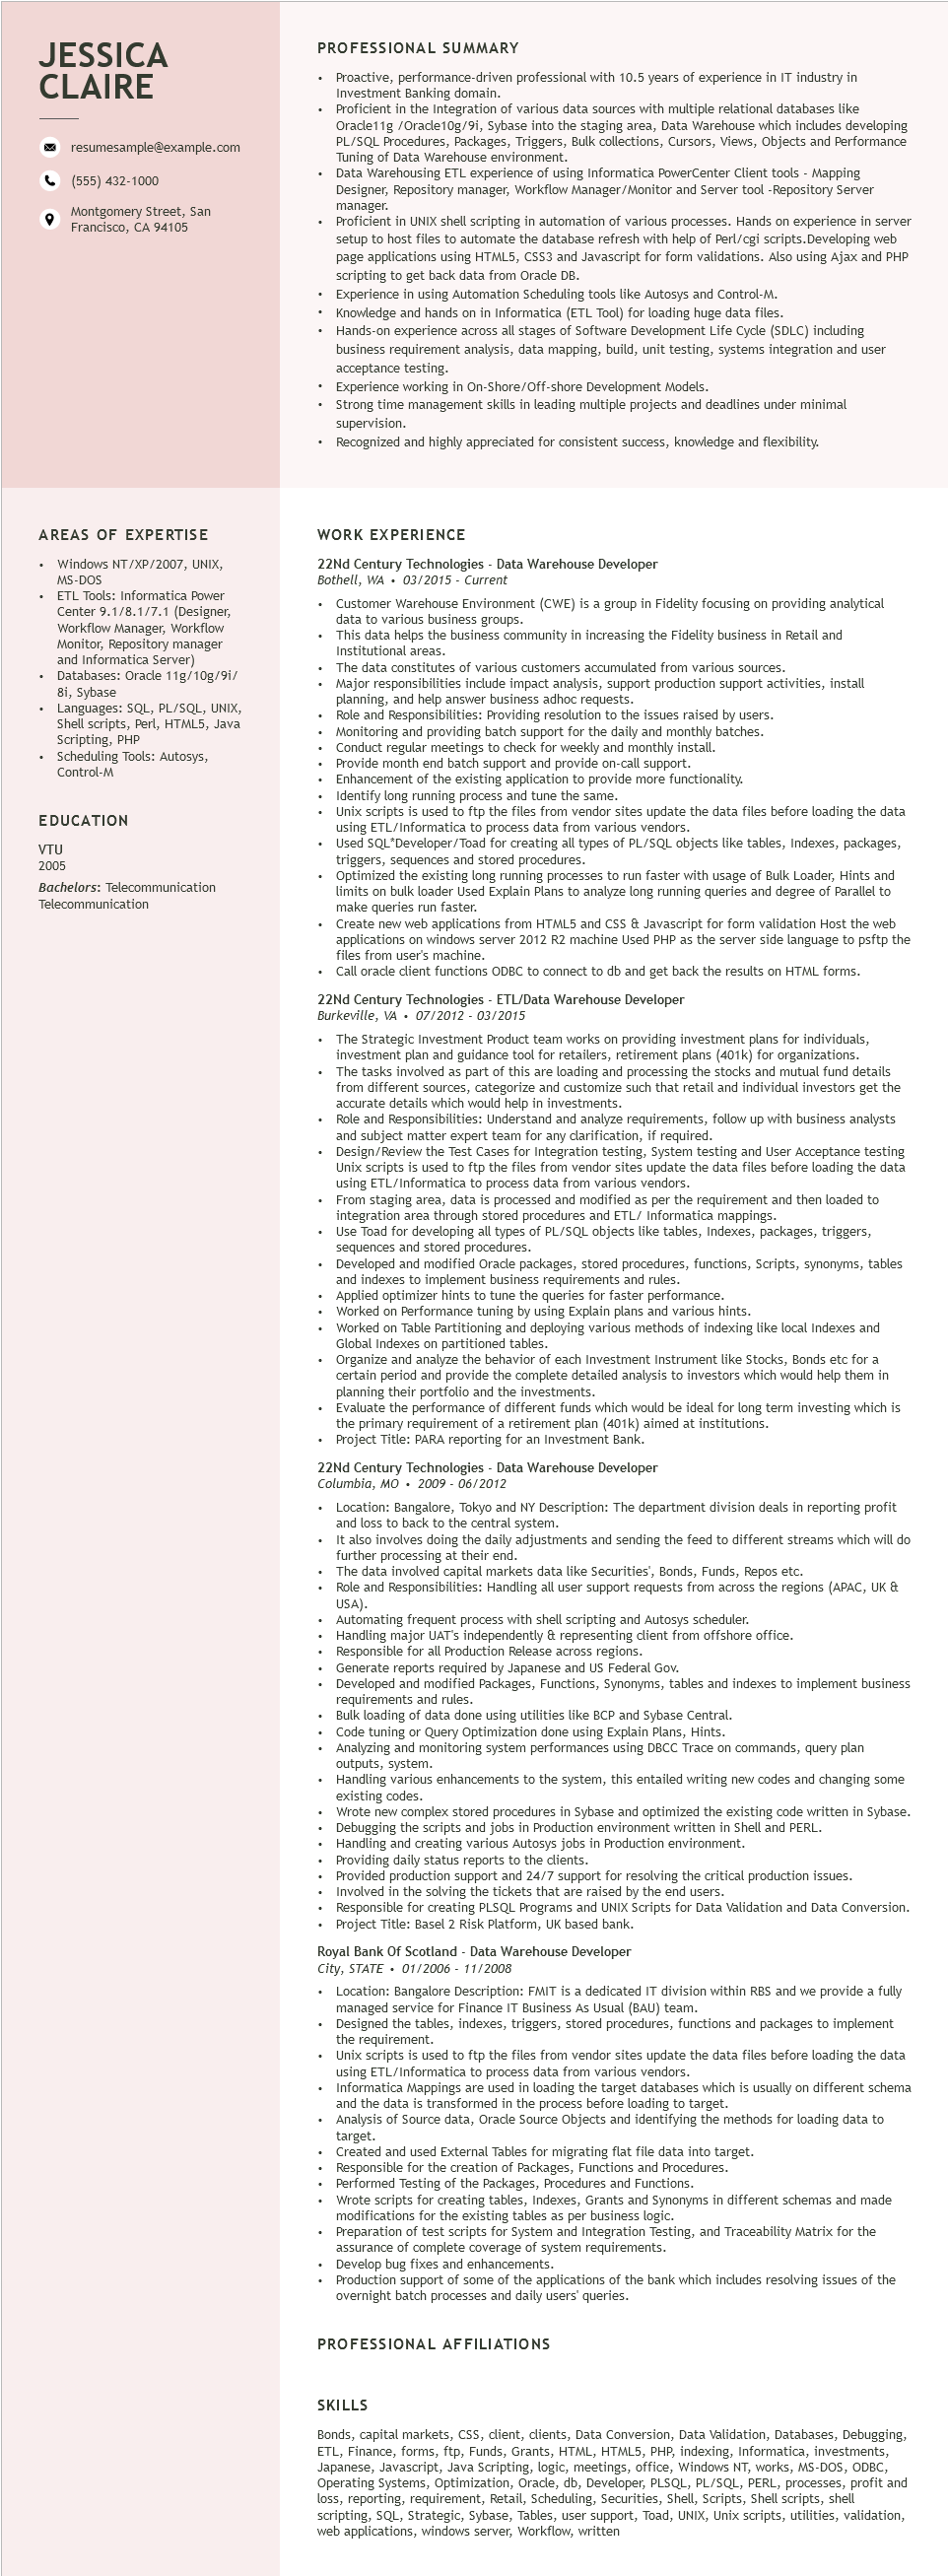 JESSICA
CLAIRE
resumesample@example.com
(555) 432-1000
Montgomery Street, San
Francisco, CA 94105
PROFESSIONAL SUMMARY
• Proactive, performance-driven professional with 10.5 years of experience in IT industry in
Investment Banking domain.
• Proficient in the Integration of various data sources with multiple relational databases like
Oracle11g /Oracle10g/9i, Sybase into the staging area, Data Warehouse which includes developing
PL/SQL Procedures, Packages, Triggers, Bulk collections, Cursors, Views, Objects and Performance
Tuning of Data Warehouse environment.
• Data Warehousing ETL experience of using Informatica PowerCenter Client tools - Mapping
Designer, Repository manager, Workflow Manager/Monitor and Server tool -Repository Server
manager.
• Proficient in UNIX shell scripting in automation of various processes. Hands on experience in server
setup to host files to automate the database refresh with help of Perl/cgi scripts.Developing web
page applications using HTML5, CSS3 and Javascript for form validations. Also using Ajax and PHP
scripting to get back data from Oracle DB.
• Experience in using Automation Scheduling tools like Autosys and Control-M.
• Knowledge and hands on in Informatica (ETL Tool) for loading huge data files.
• Hands-on experience across all stages of Software Development Life Cycle (SDLC) including
business requirement analysis, data mapping, build, unit testing, systems integration and user
acceptance testing.
• Experience working in On-Shore/Off-shore Development Models.
• Strong time management skills in leading multiple projects and deadlines under minimal
supervision.
• Recognized and highly appreciated for consistent success, knowledge and flexibility.
AREAS OF EXPERTISE
• Windows NT/XP/2007, UNIX,
MS-DOS
• ETL Tools: Informatica Power
Center 9.1/8.1/7.1 (Designer,
Workflow Manager, Workflow
Monitor, Repository manager
and Informatica Server)
• Databases: Oracle 11g/10g/9i/
8i, Sybase
• Languages: SQL, PL/SQL, UNIX,
Shell scripts, Perl, HTML5, Java
Scripting, PHP
• Scheduling Tools: Autosys,
Control-M
EDUCATION
VTU
2005
Bachelors: Telecommunication
Telecommunication
WORK EXPERIENCE
22Nd Century Technologies - Data Warehouse Developer
Bothell, WA • 03/2015 - Current
• Customer Warehouse Environment (CWE) is a group in Fidelity focusing on providing analytical
data to various business groups.
• This data helps the business community in increasing the Fidelity business in Retail and
Institutional areas.
• The data constitutes of various customers accumulated from various sources.
• Major responsibilities include impact analysis, support production support activities, install
planning, and help answer business adhoc requests.
• Role and Responsibilities: Providing resolution to the issues raised by users.
• Monitoring and providing batch support for the daily and monthly batches.
• Conduct regular meetings to check for weekly and monthly install.
• Provide month end batch support and provide on-call support.
• Enhancement of the existing application to provide more functionality.
• Identify long running process and tune the same.
• Unix scripts is used to ftp the files from vendor sites update the data files before loading the data
using ETL/Informatica to process data from various vendors.
• Used SQL*Developer/Toad for creating all types of PL/SQL objects like tables, Indexes, packages,
triggers, sequences and stored procedures.
• Optimized the existing long running processes to run faster with usage of Bulk Loader, Hints and
limits on bulk loader Used Explain Plans to analyze long running queries and degree of Parallel to
make queries run faster.
• Create new web applications from HTML5 and CSS & Javascript for form validation Host the web
applications on windows server 2012 R2 machine Used PHP as the server side language to psftp the
files from user's machine.
• Call oracle client functions ODBC to connect to db and get back the results on HTML forms.
22Nd Century Technologies - ETL/Data Warehouse Developer
Burkeville, VA • 07/2012 - 03/2015
• The Strategic Investment Product team works on providing investment plans for individuals,
investment plan and guidance tool for retailers, retirement plans (401k) for organizations.
• The tasks involved as part of this are loading and processing the stocks and mutual fund details
from different sources, categorize and customize such that retail and individual investors get the
accurate details which would help in investments.
• Role and Responsibilities: Understand and analyze requirements, follow up with business analysts
and subject matter expert team for any clarification, if required.
• Design/Review the Test Cases for Integration testing, System testing and User Acceptance testing
Unix scripts is used to ftp the files from vendor sites update the data files before loading the data
using ETL/Informatica to process data from various vendors.
• From staging area, data is processed and modified as per the requirement and then loaded to
integration area through stored procedures and ETL/ Informatica mappings.
• Use Toad for developing all types of PL/SQL objects like tables, Indexes, packages, triggers,
sequences and stored procedures.
• Developed and modified Oracle packages, stored procedures, functions, Scripts, synonyms, tables
and indexes to implement business requirements and rules.
• Applied optimizer hints to tune the queries for faster performance.
• Worked on Performance tuning by using Explain plans and various hints.
• Worked on Table Partitioning and deploying various methods of indexing like local Indexes and
Global Indexes on partitioned tables.
• Organize and analyze the behavior of each Investment Instrument like Stocks, Bonds etc for a
certain period and provide the complete detailed analysis to investors which would help them in
planning their portfolio and the investments.
• Evaluate the performance of different funds which would be ideal for long term investing which is
the primary requirement of a retirement plan (401k) aimed at institutions.
• Project Title: PARA reporting for an Investment Bank.
22Nd Century Technologies - Data Warehouse Developer
Columbia, MO • 2009 - 06/2012
• Location: Bangalore, Tokyo and NY Description: The department division deals in reporting profit
and loss to back to the central system.
• It also involves doing the daily adjustments and sending the feed to different streams which will do
further processing at their end.
• The data involved capital markets data like Securities', Bonds, Funds, Repos etc.
• Role and Responsibilities: Handling all user support requests from across the regions (APAC, UK &
USA).
• Automating frequent process with shell scripting and Autosys scheduler.
• Handling major UAT's independently & representing client from offshore office.
• Responsible for all Production Release across regions.
• Generate reports required by Japanese and US Federal Gov.
• Developed and modified Packages, Functions, Synonyms, tables and indexes to implement business
requirements and rules.
• Bulk loading of data done using utilities like BCP and Sybase Central.
• Code tuning or Query Optimization done using Explain Plans, Hints.
• Analyzing and monitoring system performances using DBCC Trace on commands, query plan
outputs, system.
• Handling various enhancements to the system, this entailed writing new codes and changing some
existing codes.
• Wrote new complex stored procedures in Sybase and optimized the existing code written in Sybase.
• Debugging the scripts and jobs in Production environment written in Shell and PERL.
• Handling and creating various Autosys jobs in Production environment.
• Providing daily status reports to the clients.
• Provided production support and 24/7 support for resolving the critical production issues.
• Involved in the solving the tickets that are raised by the end users.
• Responsible for creating PLSQL Programs and UNIX Scripts for Data Validation and Data Conversion.
• Project Title: Basel 2 Risk Platform, UK based bank.
Royal Bank Of Scotland - Data Warehouse Developer
City, STATE • 01/2006 - 11/2008
• Location: Bangalore Description: FMIT is a dedicated IT division within RBS and we provide a fully
managed service for Finance IT Business As Usual (BAU) team.
• Designed the tables, indexes, triggers, stored procedures, functions and packages to implement
the requirement.
• Unix scripts is used to ftp the files from vendor sites update the data files before loading the data
using ETL/Informatica to process data from various vendors.
• Informatica Mappings are used in loading the target databases which is usually on different schema
and the data is transformed in the process before loading to target.
• Analysis of Source data, Oracle Source Objects and identifying the methods for loading data to
target.
• Created and used External Tables for migrating flat file data into target.
• Responsible for the creation of Packages, Functions and Procedures.
• Performed Testing of the Packages, Procedures and Functions.
• Wrote scripts for creating tables, Indexes, Grants and Synonyms in different schemas and made
modifications for the existing tables as per business logic.
• Preparation of test scripts for System and Integration Testing, and Traceability Matrix for the
assurance of complete coverage of system requirements.
• Develop bug fixes and enhancements.
• Production support of some of the applications of the bank which includes resolving issues of the
overnight batch processes and daily users' queries.
PROFESSIONAL AFFILIATIONS
SKILLS
Bonds, capital markets, CSS, client, clients, Data Conversion, Data Validation, Databases, Debugging,
ETL, Finance, forms, ftp, Funds, Grants, HTML, HTML5, PHP, indexing, Informatica, investments,
Japanese, Javascript, Java Scripting, logic, meetings, office, Windows NT, works, MS-DOS, ODBC,
Operating Systems, Optimization, Oracle, db, Developer, PLSQL, PL/SQL, PERL, processes, profit and
loss, reporting, requirement, Retail, Scheduling, Securities, Shell, Scripts, Shell scripts, shell
scripting, SQL, Strategic, Sybase, Tables, user support, Toad, UNIX, Unix scripts, utilities, validation,
web applications, windows server, Workflow, written